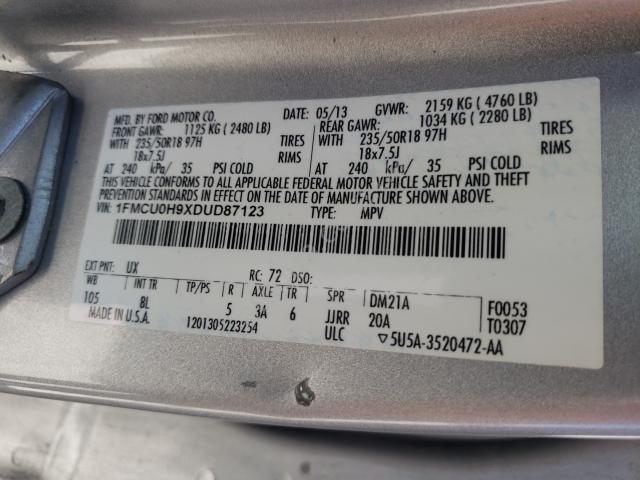 MFD. BY FORD MOTOR CO. DATE: 05/13 GVWR: 2159 KG ( 4760 LB)
FRONT GAWR: 1125 KG ( 2480 LB) REAR GAWR: 1034 KG ( 2280 LB)
WITH 235/50R18 97H TIRES WITH 235/50R18 97H TIRES
18x7.5J RIMS 18x7.5J RIMS
AT 240 kPa/ 35 PSI COLD AT 240 kPa/ 35 PSI COLD
THIS VEHICLE CONFORMS TO ALL APPLICABLE FEDERAL MOTOR VEHICLE SAFETY AND THEFT
PREVENTION STANDARDS IN EFFECT ON THE DATE OF MANUFACTURE SHOWN ABOVE.
VIN: 1FMCU0H9XDUD87123 TYPE: MPV
EXT PNT: UX RC: 72 DSO:
WB INT TR TP/PS R AXLE TR SPR DM21A F0053
105 8L 5 3A 6 JJRR 20A T0307
MADE IN U.S.A. 1201305223254 ULC ▽5U5A-3520472-AA